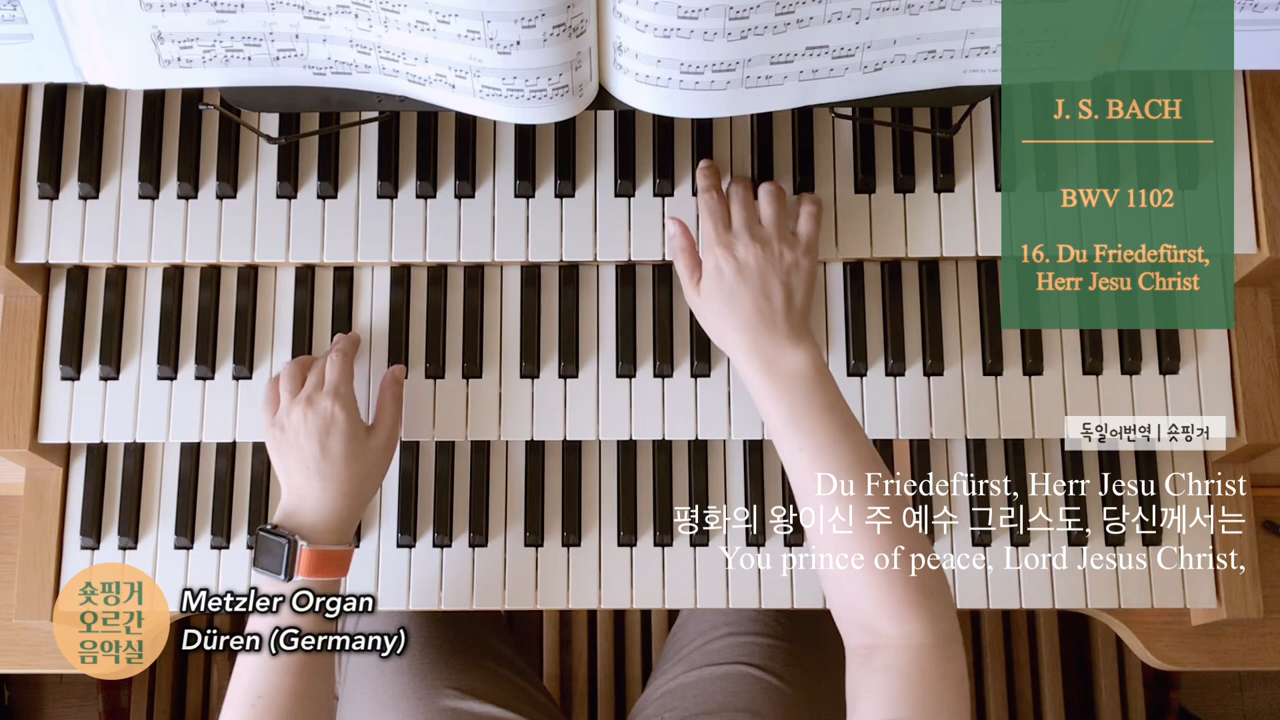 J. S. BACH
BWV 1102
16. Du Friedefürst,
Herr Jesu Christ
독일어번역 | 숏핑거
Du Friedefürst, Herr Jesu Christ
평화의 왕이신 주 예수 그리스도, 당신께서는
You prince of peace, Lord Jesus Christ,
숏핑거
오르간
음악실
Metzler Organ
Düren (Germany)